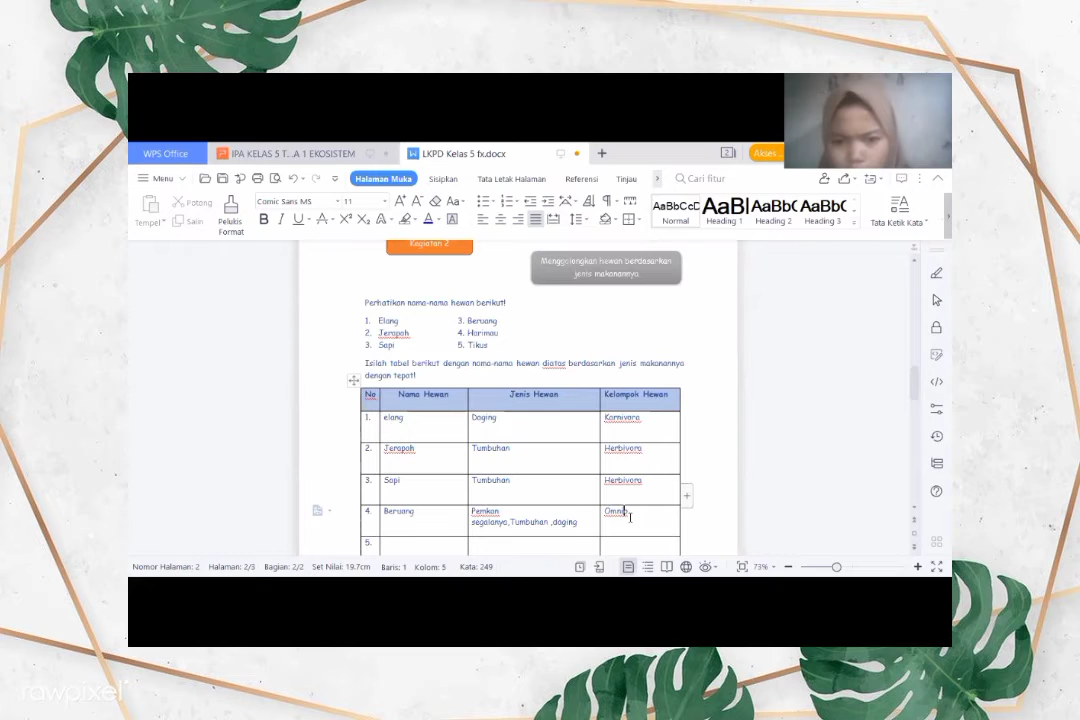 WPS Office
IPA KELAS 5 T...A 1 EKOSISTEM
LKPD Kelas 5 fx.docx
+
2
Akses ...
Menu
Halaman Muka
Sisipkan
Tata Letak Halaman
Referensi
Tinjau
Cari fitur
Tempel
Potong
Salin
Pelukis
Format
Comic Sans MS
11
AaBbCcD
Normal
AaB
Heading 1
AaBbC
Heading 2
AaBbC
Heading 3
Tata Ketik Kata
Kegiatan 2
Menggolongkan hewan berdasarkan
jenis makanannya
Perhatikan nama-nama hewan berikut!
1. Elang 3. Beruang
2. Jerapah 4. Harimau
3. Sapi 5. Tikus
Isilah tabel berikut dengan nama-nama hewan diatas berdasarkan jenis makanannya
dengan tepat!
No Nama Hewan Jenis Hewan Kelompok Hewan
1. elang Daging Karnivora
2. Jerapah Tumbuhan Herbivora
3. Sapi Tumbuhan Herbivora
4. Beruang Pemkan Omn
segalanya,Tumbuhan ,daging
5.
Nomor Halaman: 2 Halaman: 2/3 Bagian: 2/2 Set Nilai: 19.7cm Baris: 1 Kolom: 5 Kata: 249 73%
rawpixel